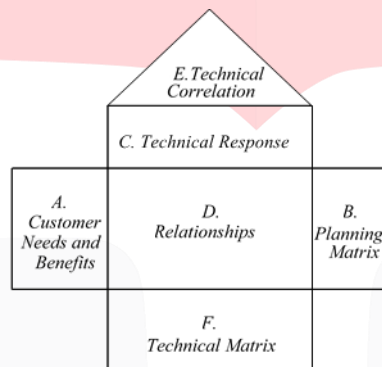 E.Technical
Correlation
C. Technical Response
A.
Customer
Needs and
Benefits
D.
Relationships
B.
Planning
Matrix
F.
Technical Matrix